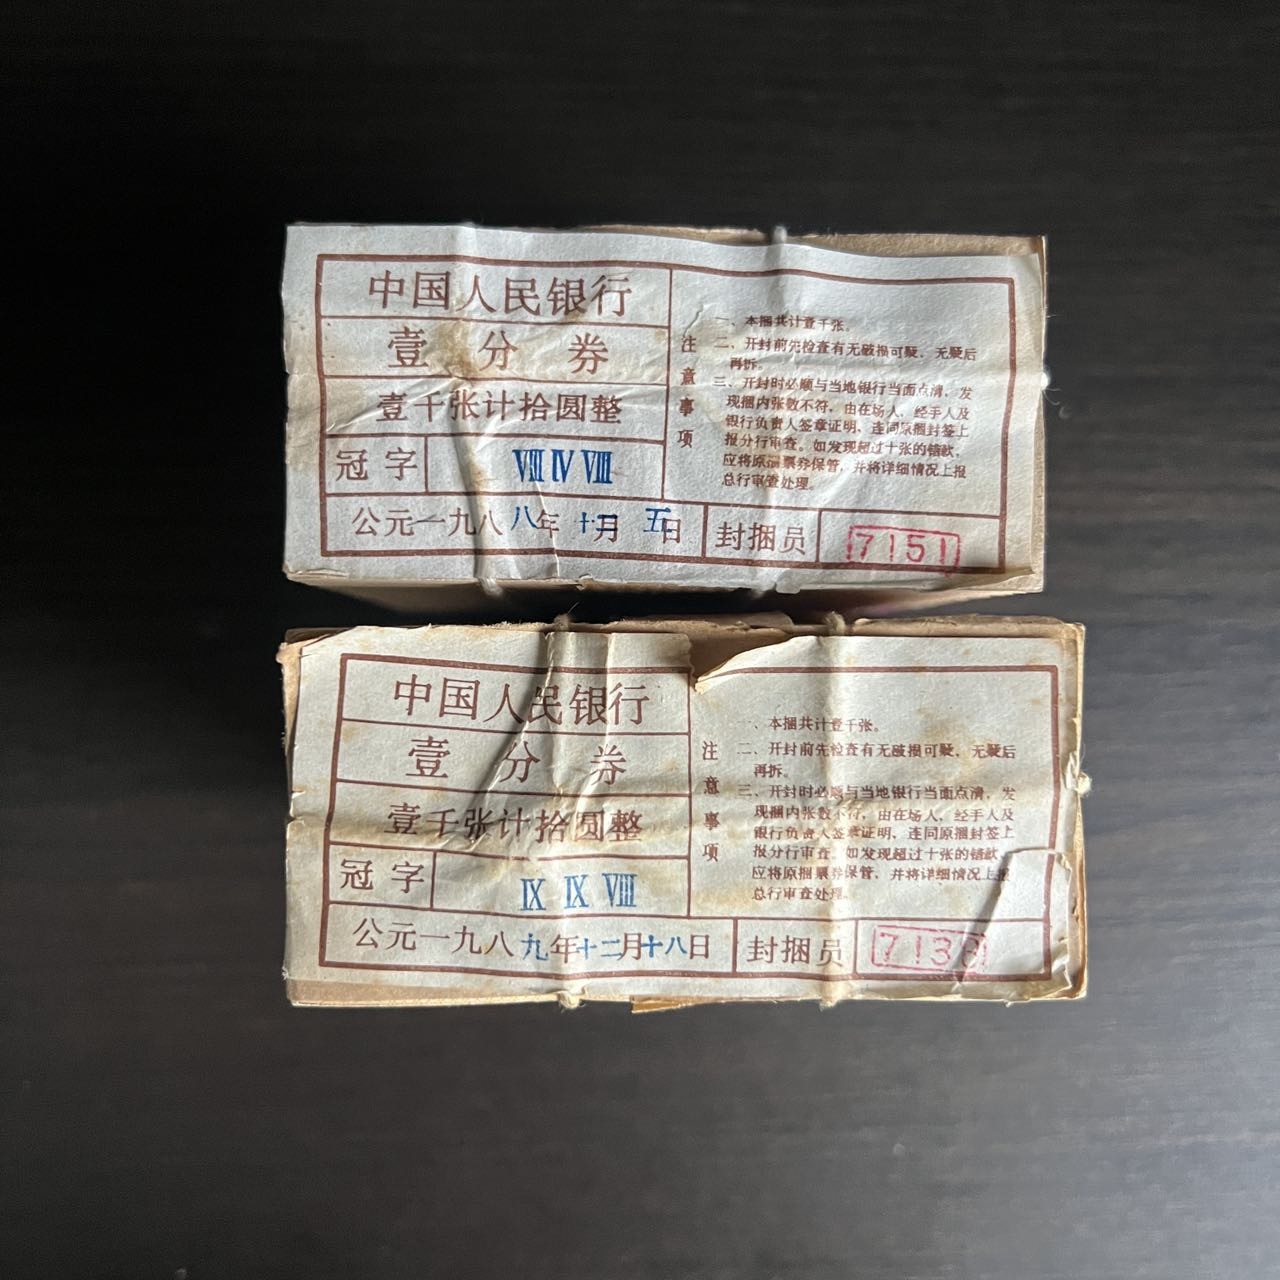 中国人民银行
壹分券
壹千张计拾圆整
冠字 Ⅷ Ⅳ Ⅷ
公元一九八八年十二月五日
封捆员 7151
注意事项
一、本捆共计壹千张。
二、开封前先检查有无破损可疑，无疑后
再拆。
三、开封时必顺与当地银行当面点清，发
现捆内张数不符，由在场人，经手人及
银行负责人签章证明，连同原捆封签上
报分行审查。如发现超过十张的错款，
应将原捆票券保管，并将详细情况上报
总行审查处理。
中国人民银行
壹分券
壹千张计拾圆整
冠字 Ⅸ Ⅸ Ⅷ
公元一九八九年十二月十八日
封捆员
注意事项
一、本捆共计壹千张。
二、开封前先检查有无破损可疑，无疑后
再拆。
三、开封时必顺与当地银行当面点清，发
现捆内张数不符，由在场人，经手人及
银行负责人签章证明，连同原捆封签上
报分行审查。如发现超过十张的错款，
应将原捆票券保管，并将详细情况上报
总行审查处理。